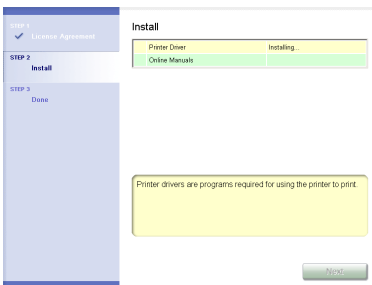 STEP 1
Licence Agreement
STEP 2
Install
STEP 3
Done
Install
Printer Driver Installing...
Online Manuals
Printer drivers are programs required for using the printer to print.
Next